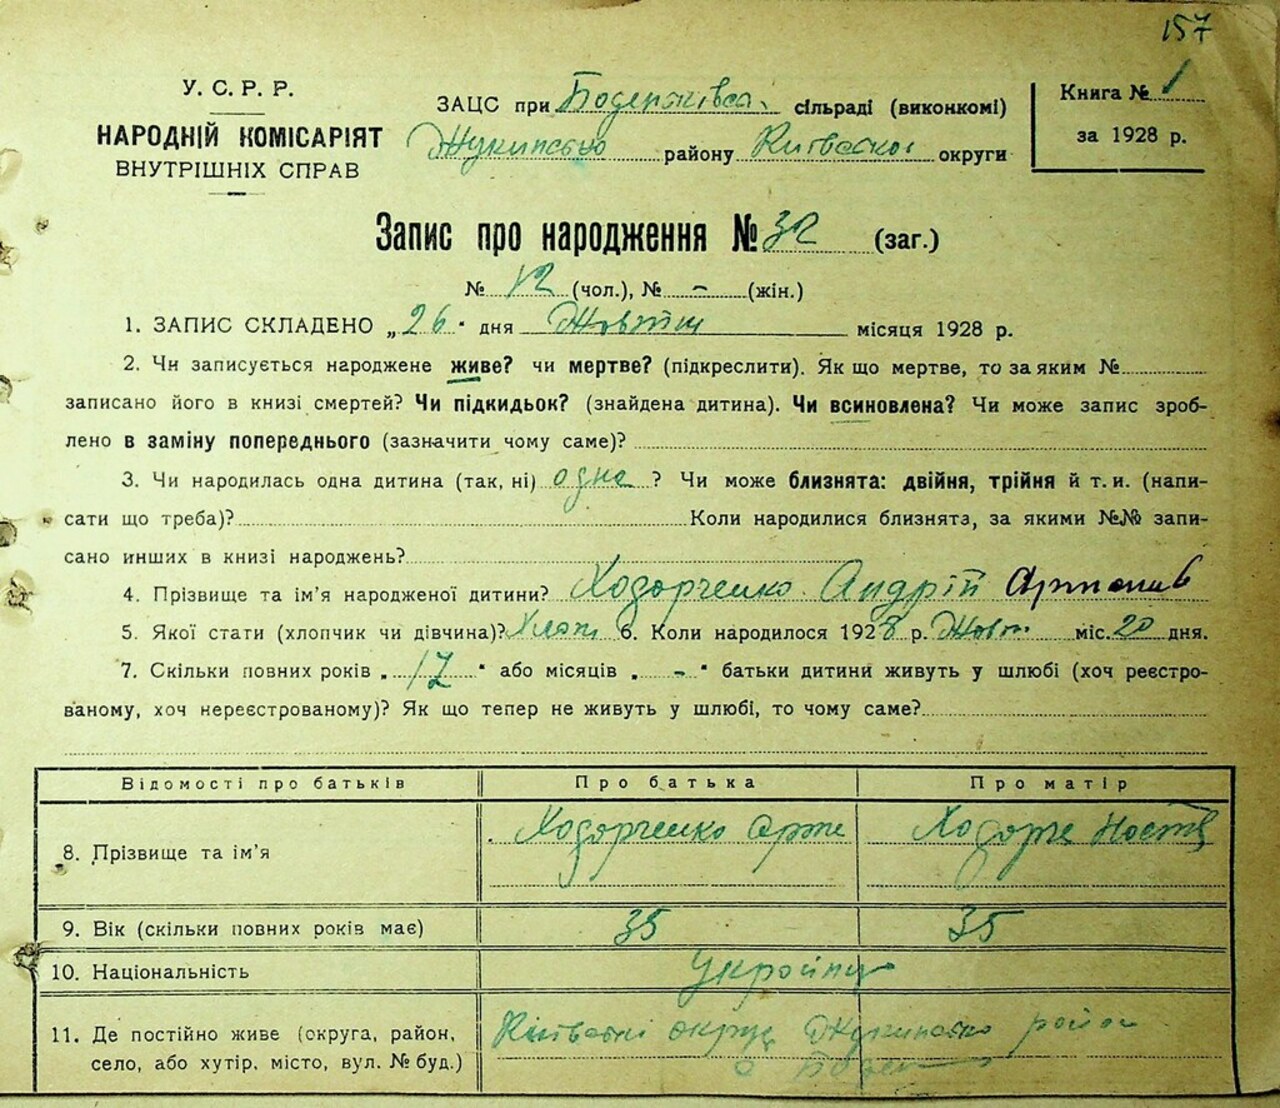 157
У. С. Р. Р.
НАРОДНІЙ КОМІСАРІЯТ
ВНУТРІШНІХ СПРАВ
ЗАЦС при сільраді (виконкомі)
району округи
Книга № 1
за 1928 р.
Запис про народження № 32 (заг.)
№ 12 (чол.), № - (жін.)
1. ЗАПИС СКЛАДЕНО „26" дня Жовтня місяця 1928 р.
2. Чи записується народжене живе? чи мертве? (підкреслити). Як що мертве, то за яким №
записано його в книзі смертей? Чи підкидьок? (знайдена дитина). Чи всиновлена? Чи може запис зроб-
лено в заміну попереднього (зазначити чому саме)?
3. Чи народилась одна дитина (так, ні) одна ? Чи може близнята: двійня, трійня й т. и. (напи-
сати що треба)? Коли народилися близнята, за якими №№ запи-
сано инших в книзі народжень?
4. Прізвище та ім'я народженої дитини? Ходорченко Андрій
5. Якої стати (хлопчик чи дівчина)? Хлоп 6. Коли народилося 1928 р. Жовт міс. 20 дня.
7. Скільки повних років „ 17 " або місяців „ - " батьки дитини живуть у шлюбі (хоч реєстро-
ваному, хоч нереєстрованому)? Як що тепер не живуть у шлюбі, то чому саме?
Відомості про батьків Про батька Про матір
8. Прізвище та ім'я Ходорченко Ходорче
9. Вік (скільки повних років має) 35 35
10. Національність
11. Де постійно живе (округа, район, район
село, або хутір, місто, вул. № буд.)